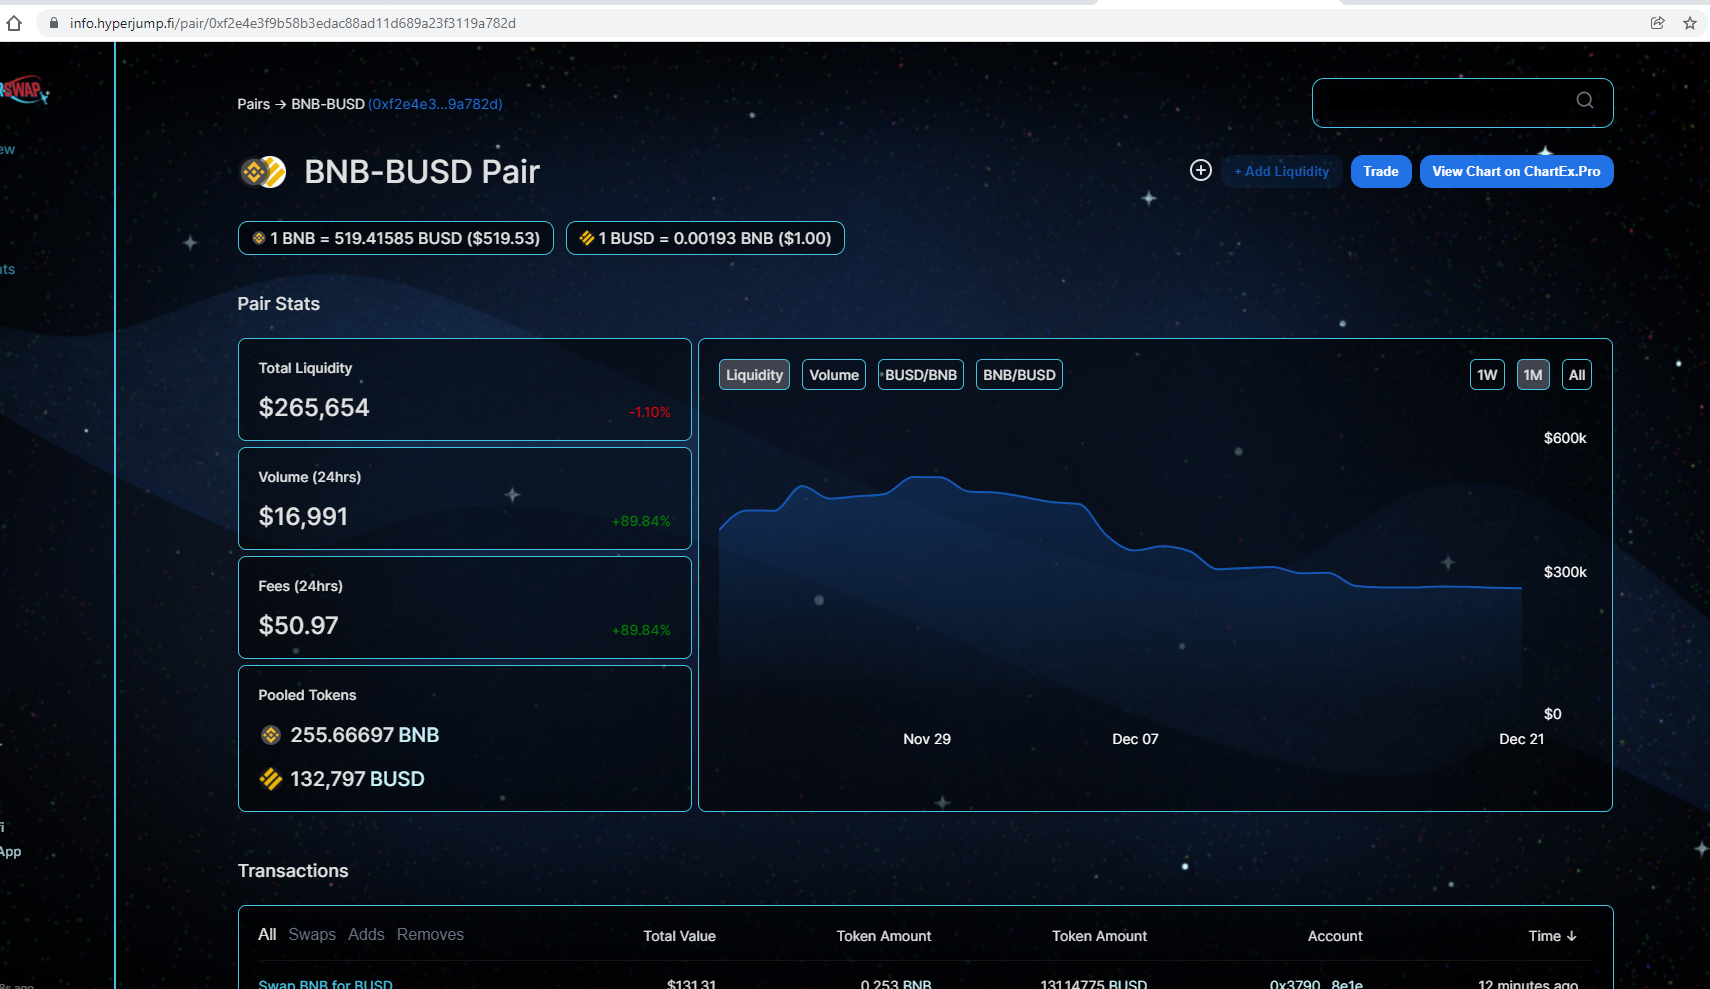 info.hyperjump.fi/pair/0xf2e4e3f9b58b3edac88ad11d689a23f3119a782d
SWAP
Pairs → BNB-BUSD (0xf2e4e3...9a782d)
ew
BNB-BUSD Pair
+ Add Liquidity
Trade
View Chart on ChartEx.Pro
1 BNB = 519.41585 BUSD ($519.53)
1 BUSD = 0.00193 BNB ($1.00)
nts
Pair Stats
Total Liquidity
$265,654
-1.10%
Volume (24hrs)
$16,991
+89.84%
Fees (24hrs)
$50.97
+89.84%
Pooled Tokens
255.66697 BNB
132,797 BUSD
Liquidity Volume BUSD/BNB BNB/BUSD
1W 1M All
$600k
$300k
$0
Nov 29 Dec 07 Dec 21
fi
App
Transactions
All Swaps Adds Removes Total Value Token Amount Token Amount Account Time ↓
Swap BNB for BUSD $131.31 0.253 BNB 131.14775 BUSD 0x3790...8e1e 12 minutes ago
8s ago